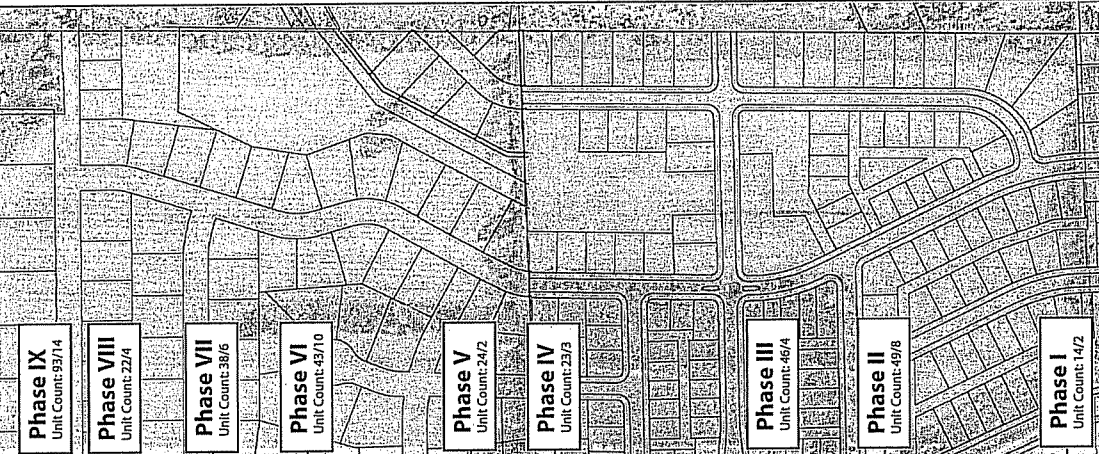 Phase IX
Unit Count: 93/14
Phase VIII
Unit Count: 22/4
Phase VII
Unit Count: 38/6
Phase VI
Unit Count: 43/10
Phase V
Unit Count: 24/2
Phase IV
Unit Count: 23/3
Phase III
Unit Count: 46/4
Phase II
Unit Count: 49/8
Phase I
Unit Count: 14/2